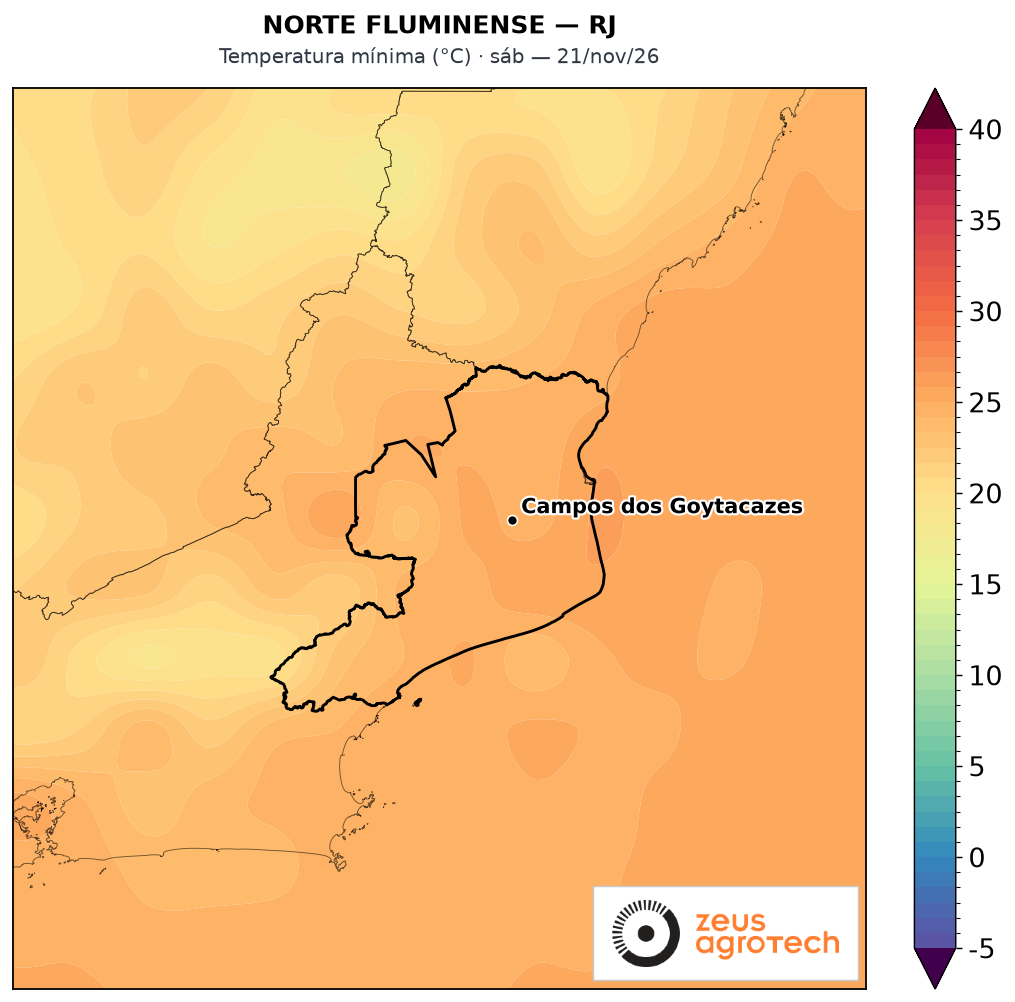 NORTE FLUMINENSE — RJ
Temperatura mínima (°C) · sáb — 21/nov/26
40
35
30
25
20
15
10
5
0
-5
Campos dos Goytacazes
zeus
agrotech